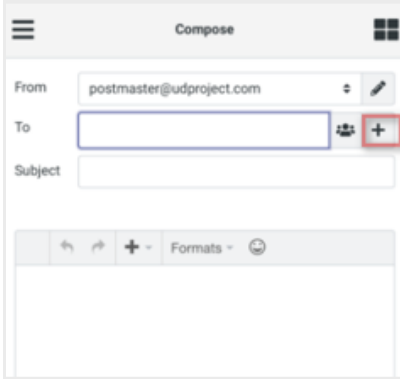 Compose
From postmaster@udproject.com
To
Subject
Formats